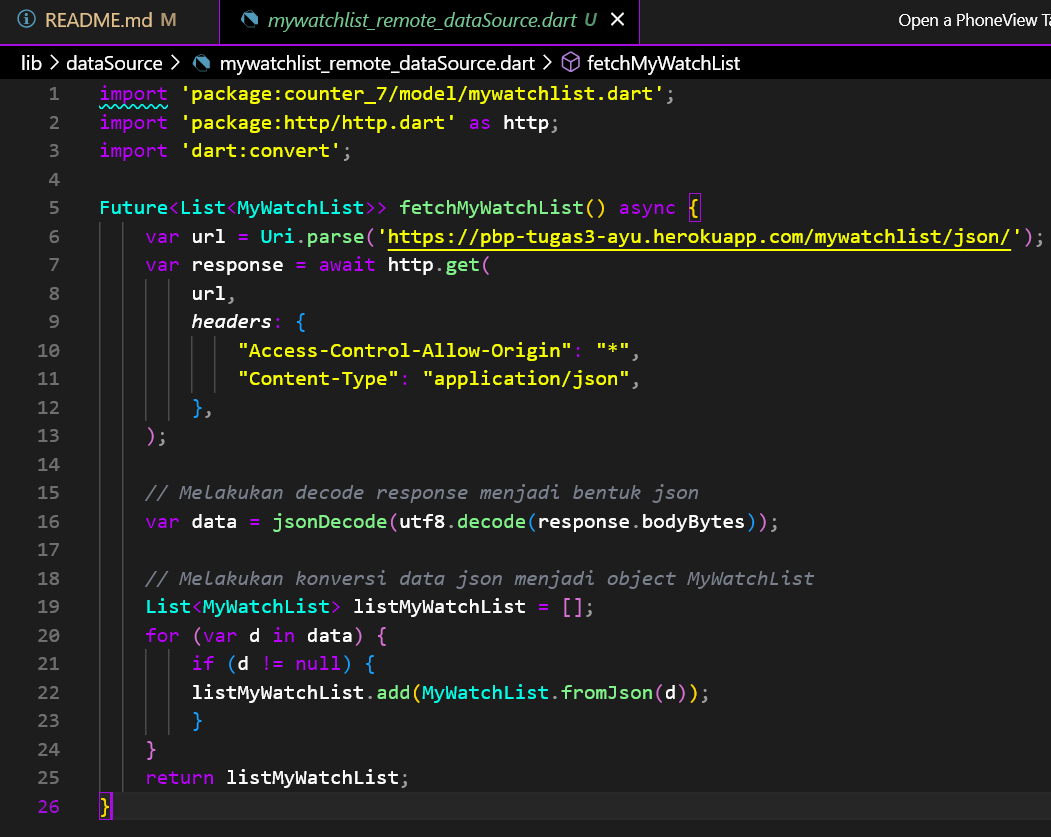 README.md M
mywatchlist_remote_dataSource.dart U
Open a PhoneView
lib > dataSource > mywatchlist_remote_dataSource.dart > fetchMyWatchList
1 import 'package:counter_7/model/mywatchlist.dart';
2 import 'package:http/http.dart' as http;
3 import 'dart:convert';
4
5 Future<List<MyWatchList>> fetchMyWatchList() async {
6 var url = Uri.parse('https://pbp-tugas3-ayu.herokuapp.com/mywatchlist/json/');
7 var response = await http.get(
8 url,
9 headers: {
10 "Access-Control-Allow-Origin": "*",
11 "Content-Type": "application/json",
12 },
13 );
14
15 // Melakukan decode response menjadi bentuk json
16 var data = jsonDecode(utf8.decode(response.bodyBytes));
17
18 // Melakukan konversi data json menjadi object MyWatchList
19 List<MyWatchList> listMyWatchList = [];
20 for (var d in data) {
21 if (d != null) {
22 listMyWatchList.add(MyWatchList.fromJson(d));
23 }
24 }
25 return listMyWatchList;
26 }